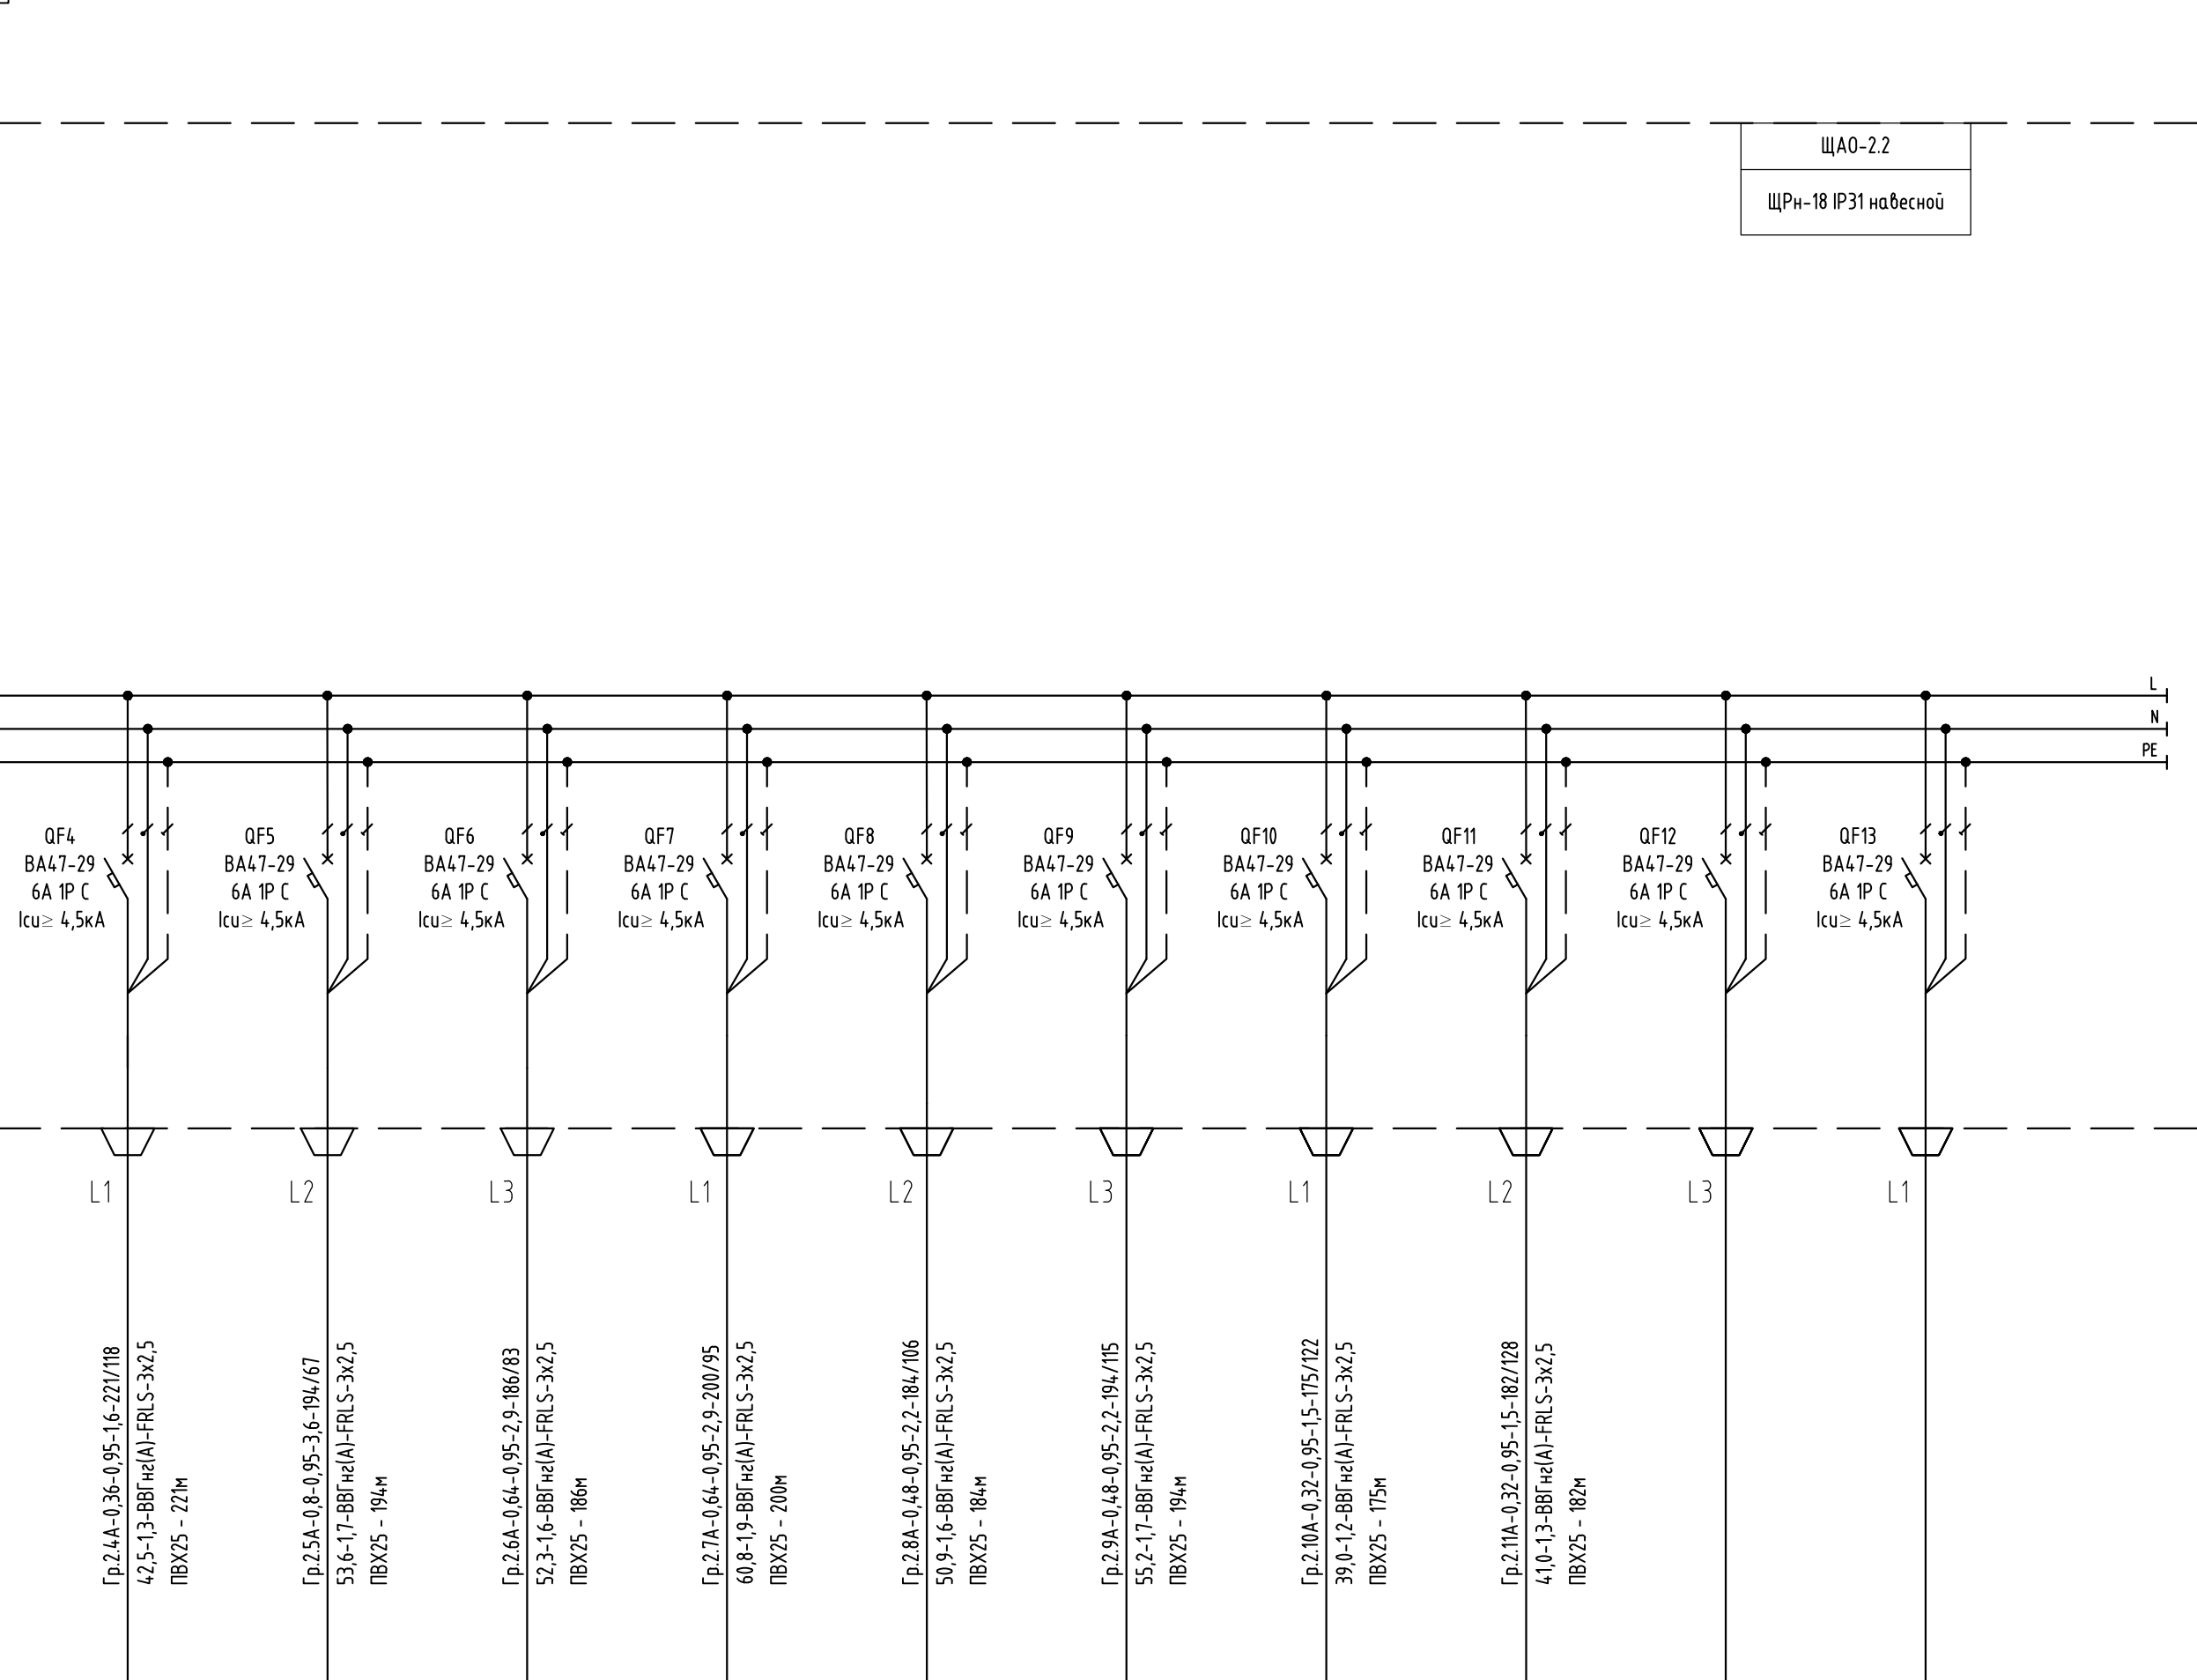 ЩАО-2.2
ЩРн-18 IP31 навесной
L
N
PE
QF4
ВА47-29
6А 1Р С
Icu≥ 4,5кА
QF5
ВА47-29
6А 1Р С
Icu≥ 4,5кА
QF6
ВА47-29
6А 1Р С
Icu≥ 4,5кА
QF7
ВА47-29
6А 1Р С
Icu≥ 4,5кА
QF8
ВА47-29
6А 1Р С
Icu≥ 4,5кА
QF9
ВА47-29
6А 1Р С
Icu≥ 4,5кА
QF10
ВА47-29
6А 1Р С
Icu≥ 4,5кА
QF11
ВА47-29
6А 1Р С
Icu≥ 4,5кА
QF12
ВА47-29
6А 1Р С
Icu≥ 4,5кА
QF13
ВА47-29
6А 1Р С
Icu≥ 4,5кА
L1
L2
L3
L1
L2
L3
L1
L2
L3
L1
Гр.2.4А-0,36-0,95-1,6-221/118
42,5-1,3-ВВГнг(А)-FRLS-3x2,5
ПВХ25 - 221м
Гр.2.5А-0,8-0,95-3,6-194/67
53,6-1,7-ВВГнг(А)-FRLS-3x2,5
ПВХ25 - 194м
Гр.2.6А-0,64-0,95-2,9-186/83
52,3-1,6-ВВГнг(А)-FRLS-3x2,5
ПВХ25 - 186м
Гр.2.7А-0,64-0,95-2,9-200/95
60,8-1,9-ВВГнг(А)-FRLS-3x2,5
ПВХ25 - 200м
Гр.2.8А-0,48-0,95-2,2-184/106
50,9-1,6-ВВГнг(А)-FRLS-3x2,5
ПВХ25 - 184м
Гр.2.9А-0,48-0,95-2,2-194/115
55,2-1,7-ВВГнг(А)-FRLS-3x2,5
ПВХ25 - 194м
Гр.2.10А-0,32-0,95-1,5-175/122
39,0-1,2-ВВГнг(А)-FRLS-3x2,5
ПВХ25 - 175м
Гр.2.11А-0,32-0,95-1,5-182/128
41,0-1,3-ВВГнг(А)-FRLS-3x2,5
ПВХ25 - 182м